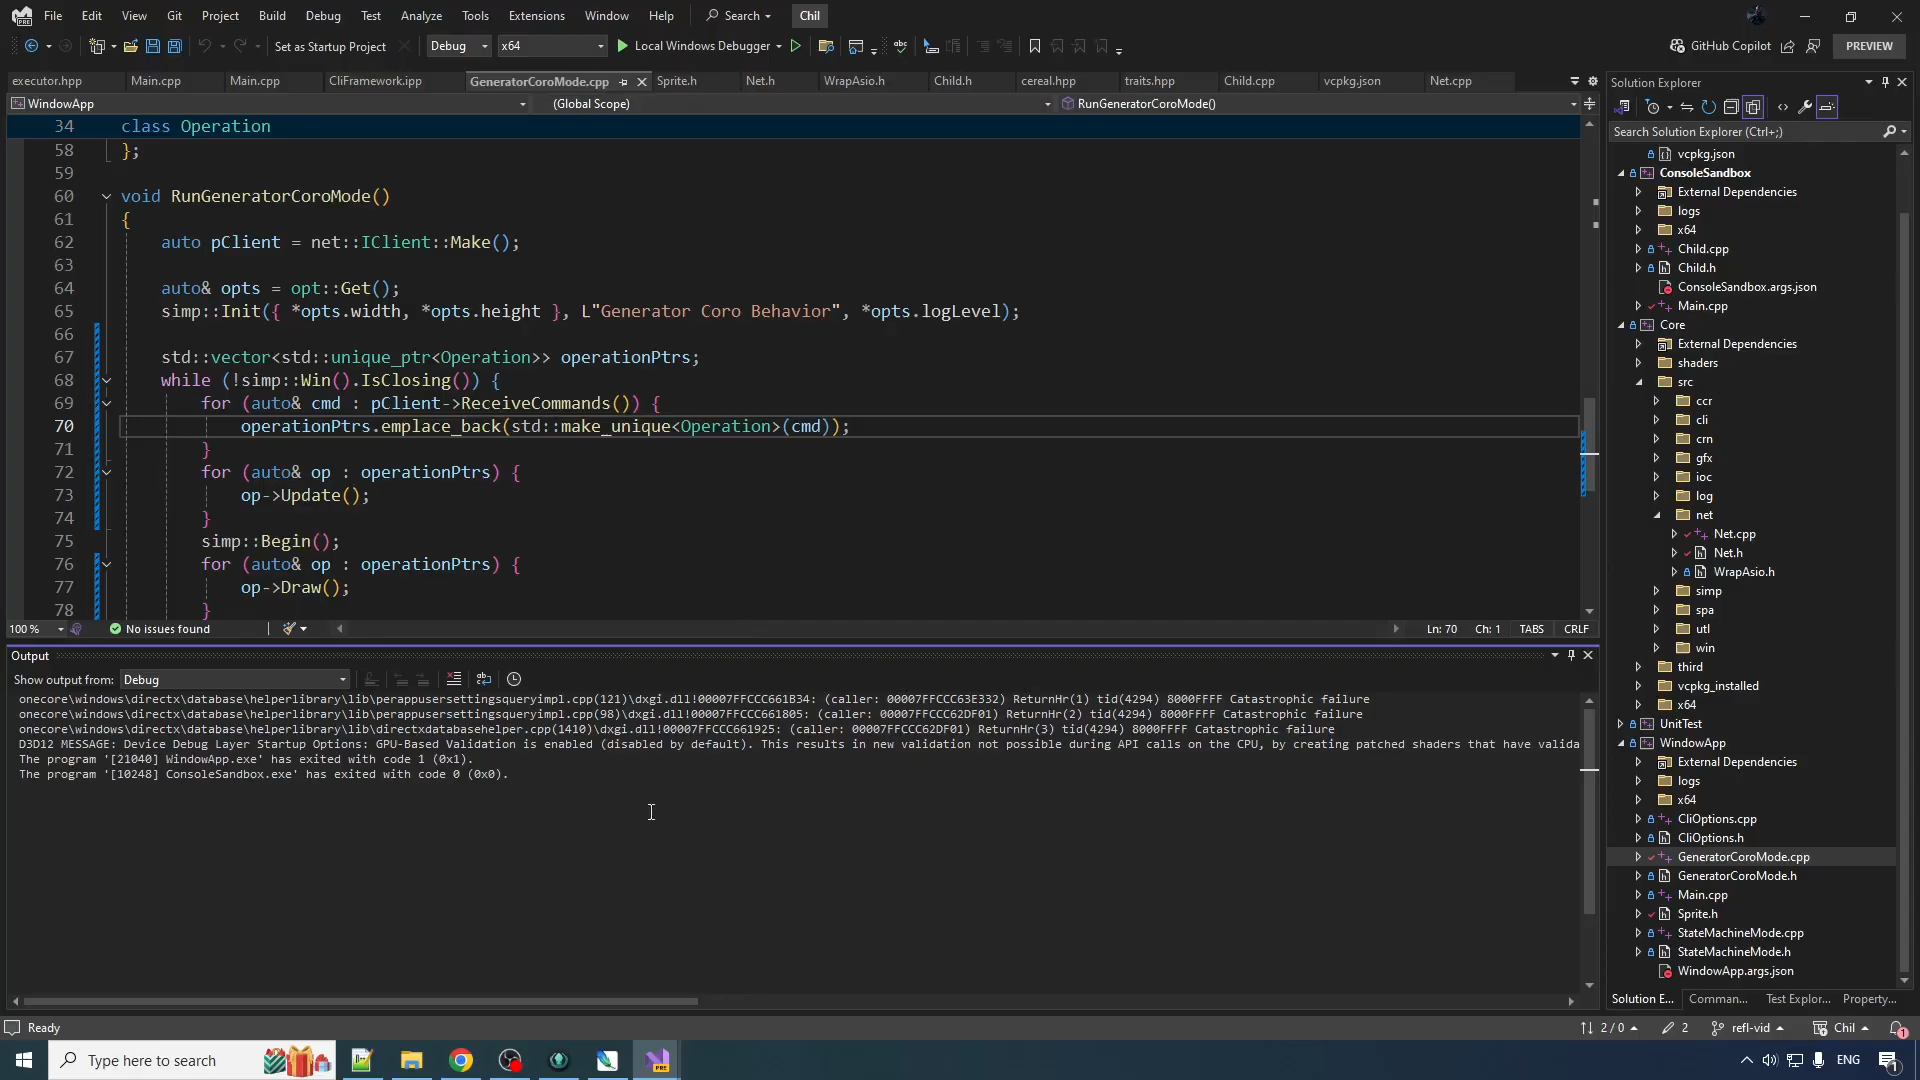 File Edit View Git Project Build Debug Test Analyze Tools Extensions Window Help Search Chil
Set as Startup Project Debug x64 Local Windows Debugger abc GitHub Copilot PREVIEW
executor.hpp Main.cpp Main.cpp CliFramework.ipp GeneratorCoroMode.cpp Sprite.h Net.h WrapAsio.h Child.h cereal.hpp traits.hpp Child.cpp vcpkg.json Net.cpp
WindowApp (Global Scope) RunGeneratorCoroMode()
34 class Operation
58 };
59
60 void RunGeneratorCoroMode()
61 {
62 auto pClient = net::IClient::Make();
63
64 auto& opts = opt::Get();
65 simp::Init({ *opts.width, *opts.height }, L"Generator Coro Behavior", *opts.logLevel);
66
67 std::vector<std::unique_ptr<Operation>> operationPtrs;
68 while (!simp::Win().IsClosing()) {
69 for (auto& cmd : pClient->ReceiveCommands()) {
70 operationPtrs.emplace_back(std::make_unique<Operation>(cmd));
71 }
72 for (auto& op : operationPtrs) {
73 op->Update();
74 }
75 simp::Begin();
76 for (auto& op : operationPtrs) {
77 op->Draw();
78 }
100 % No issues found Ln: 70 Ch: 1 TABS CRLF
Output
Show output from: Debug
onecore\windows\directx\database\helperlibrary\lib\perappusersettingsqueryimpl.cpp(121)\dxgi.dll!00007FFCCC661B34: (caller: 00007FFCCC63E332) ReturnHr(1) tid(4294) 8000FFFF Catastrophic failure
onecore\windows\directx\database\helperlibrary\lib\perappusersettingsqueryimpl.cpp(98)\dxgi.dll!00007FFCCC661805: (caller: 00007FFCCC62DF01) ReturnHr(2) tid(4294) 8000FFFF Catastrophic failure
onecore\windows\directx\database\helperlibrary\lib\directxdatabasehelper.cpp(1410)\dxgi.dll!00007FFCCC661925: (caller: 00007FFCCC62DF01) ReturnHr(3) tid(4294) 8000FFFF Catastrophic failure
D3D12 MESSAGE: Device Debug Layer Startup Options: GPU-Based Validation is enabled (disabled by default). This results in new validation not possible during API calls on the CPU, by creating patched shaders that have valida
The program '[21040] WindowApp.exe' has exited with code 1 (0x1).
The program '[10248] ConsoleSandbox.exe' has exited with code 0 (0x0).
Solution Explorer
Search Solution Explorer (Ctrl+;)
vcpkg.json
ConsoleSandbox
External Dependencies
logs
x64
Child.cpp
Child.h
ConsoleSandbox.args.json
Main.cpp
Core
External Dependencies
shaders
src
ccr
cli
crn
gfx
ioc
log
net
Net.cpp
Net.h
WrapAsio.h
simp
spa
utl
win
third
vcpkg_installed
x64
UnitTest
WindowApp
External Dependencies
logs
x64
CliOptions.cpp
CliOptions.h
GeneratorCoroMode.cpp
GeneratorCoroMode.h
Main.cpp
Sprite.h
StateMachineMode.cpp
StateMachineMode.h
WindowApp.args.json
Solution E... Comman... Test Explor... Property...
Ready 2 / 0 2 refl-vid Chil 1
Type here to search PRE ENG 1